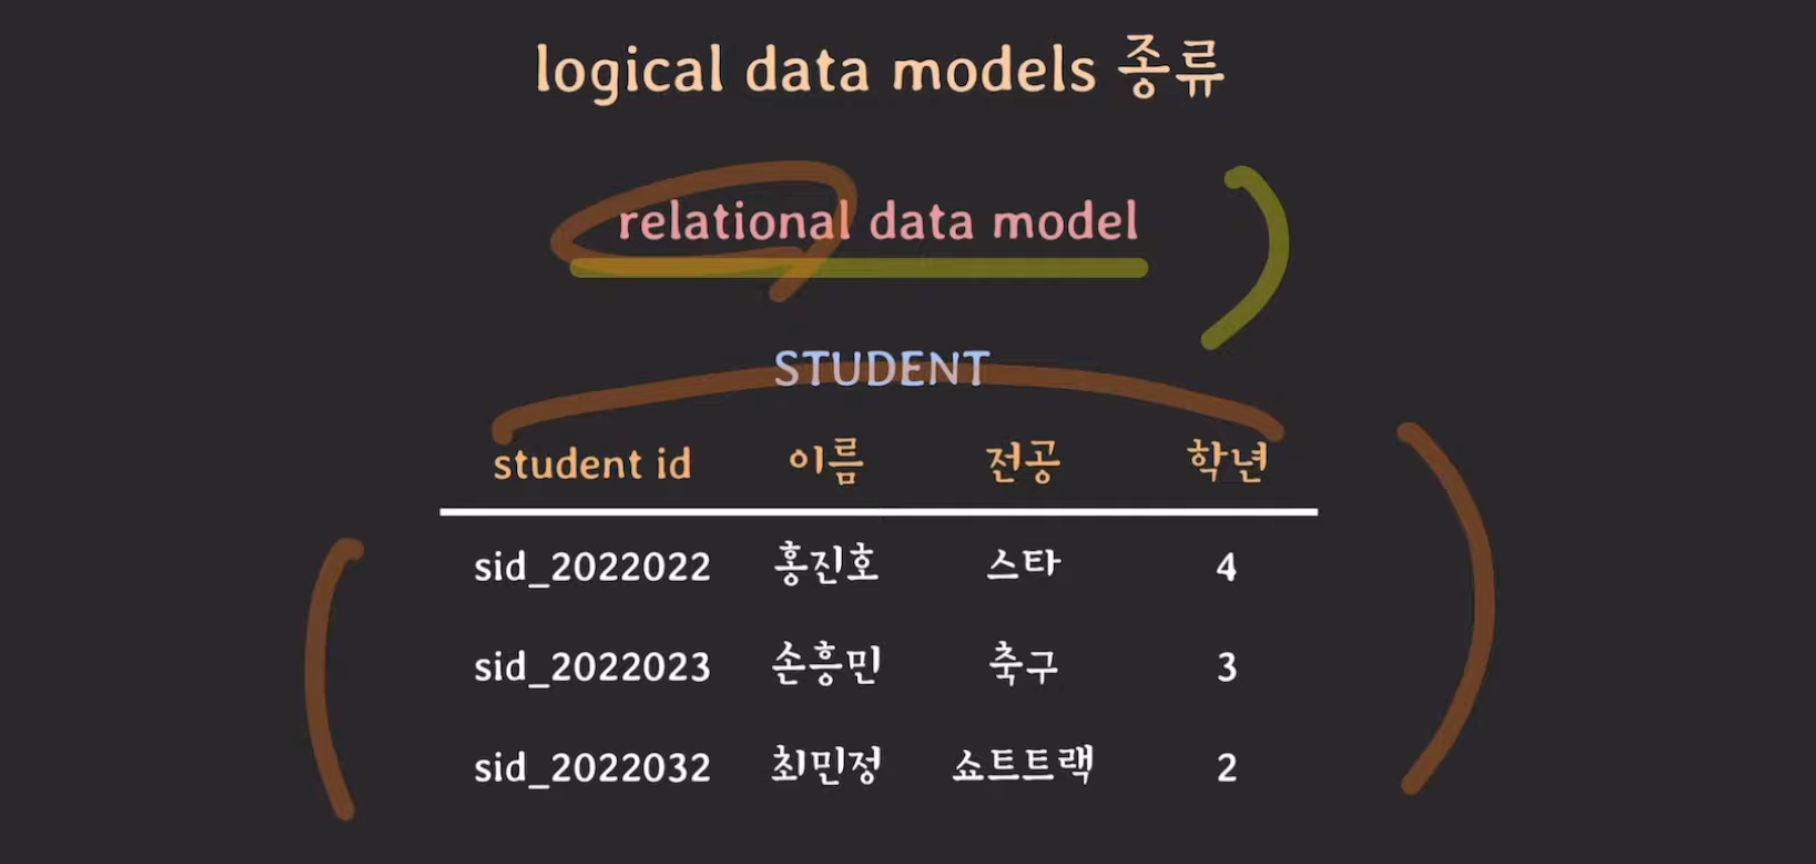 logical data models 종류
relational data model
STUDENT
student id 이름 전공 학년
sid_2022022 홍진호 스타 4
sid_2022023 손흥민 축구 3
sid_2022032 최민정 쇼트트랙 2